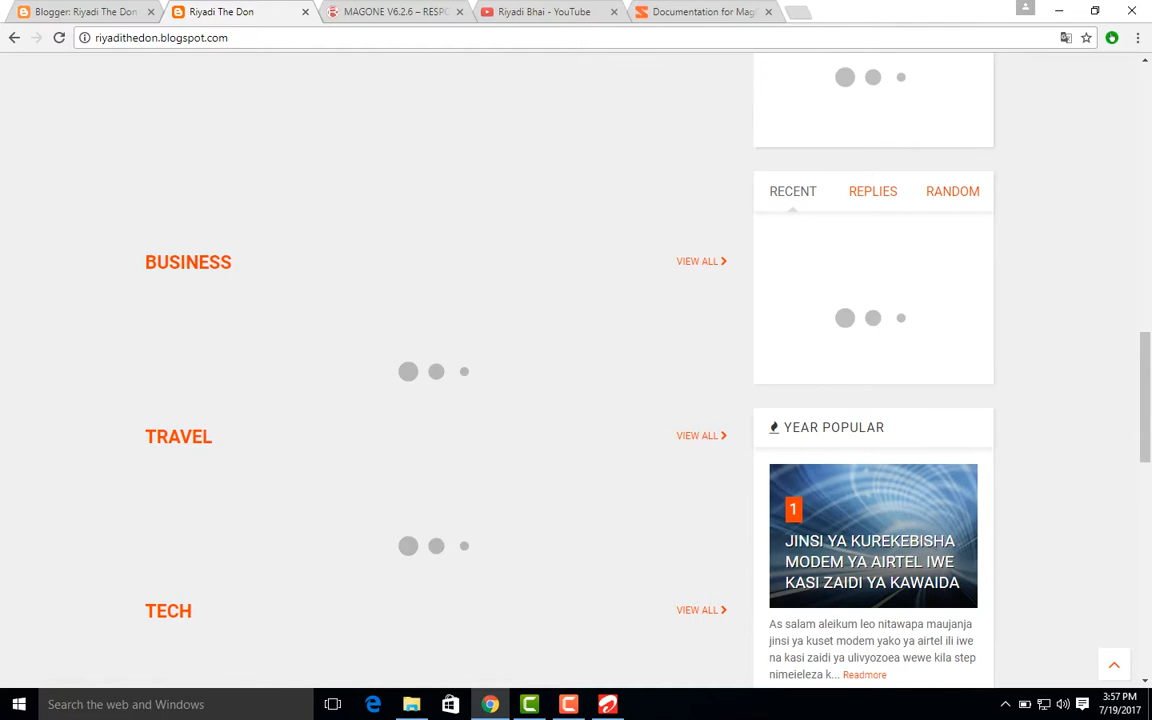 Blogger: Riyadi The Don
Riyadi The Don
MAGONE V6.2.6 – RESPO
Riyadi Bhai - YouTube
Documentation for Mag
riyadithedon.blogspot.com
RECENT
REPLIES
RANDOM
BUSINESS
VIEW ALL
TRAVEL
VIEW ALL
YEAR POPULAR
1
JINSI YA KUREKEBISHA
MODEM YA AIRTEL IWE
KASI ZAIDI YA KAWAIDA
TECH
VIEW ALL
As salam aleikum leo nitawapa maujanja
jinsi ya kuset modem yako ya airtel ili iwe
na kasi zaidi ya ulivyozoea wewe kila step
nimeieleza k... Readmore
Search the web and Windows
3:57 PM
7/19/2017